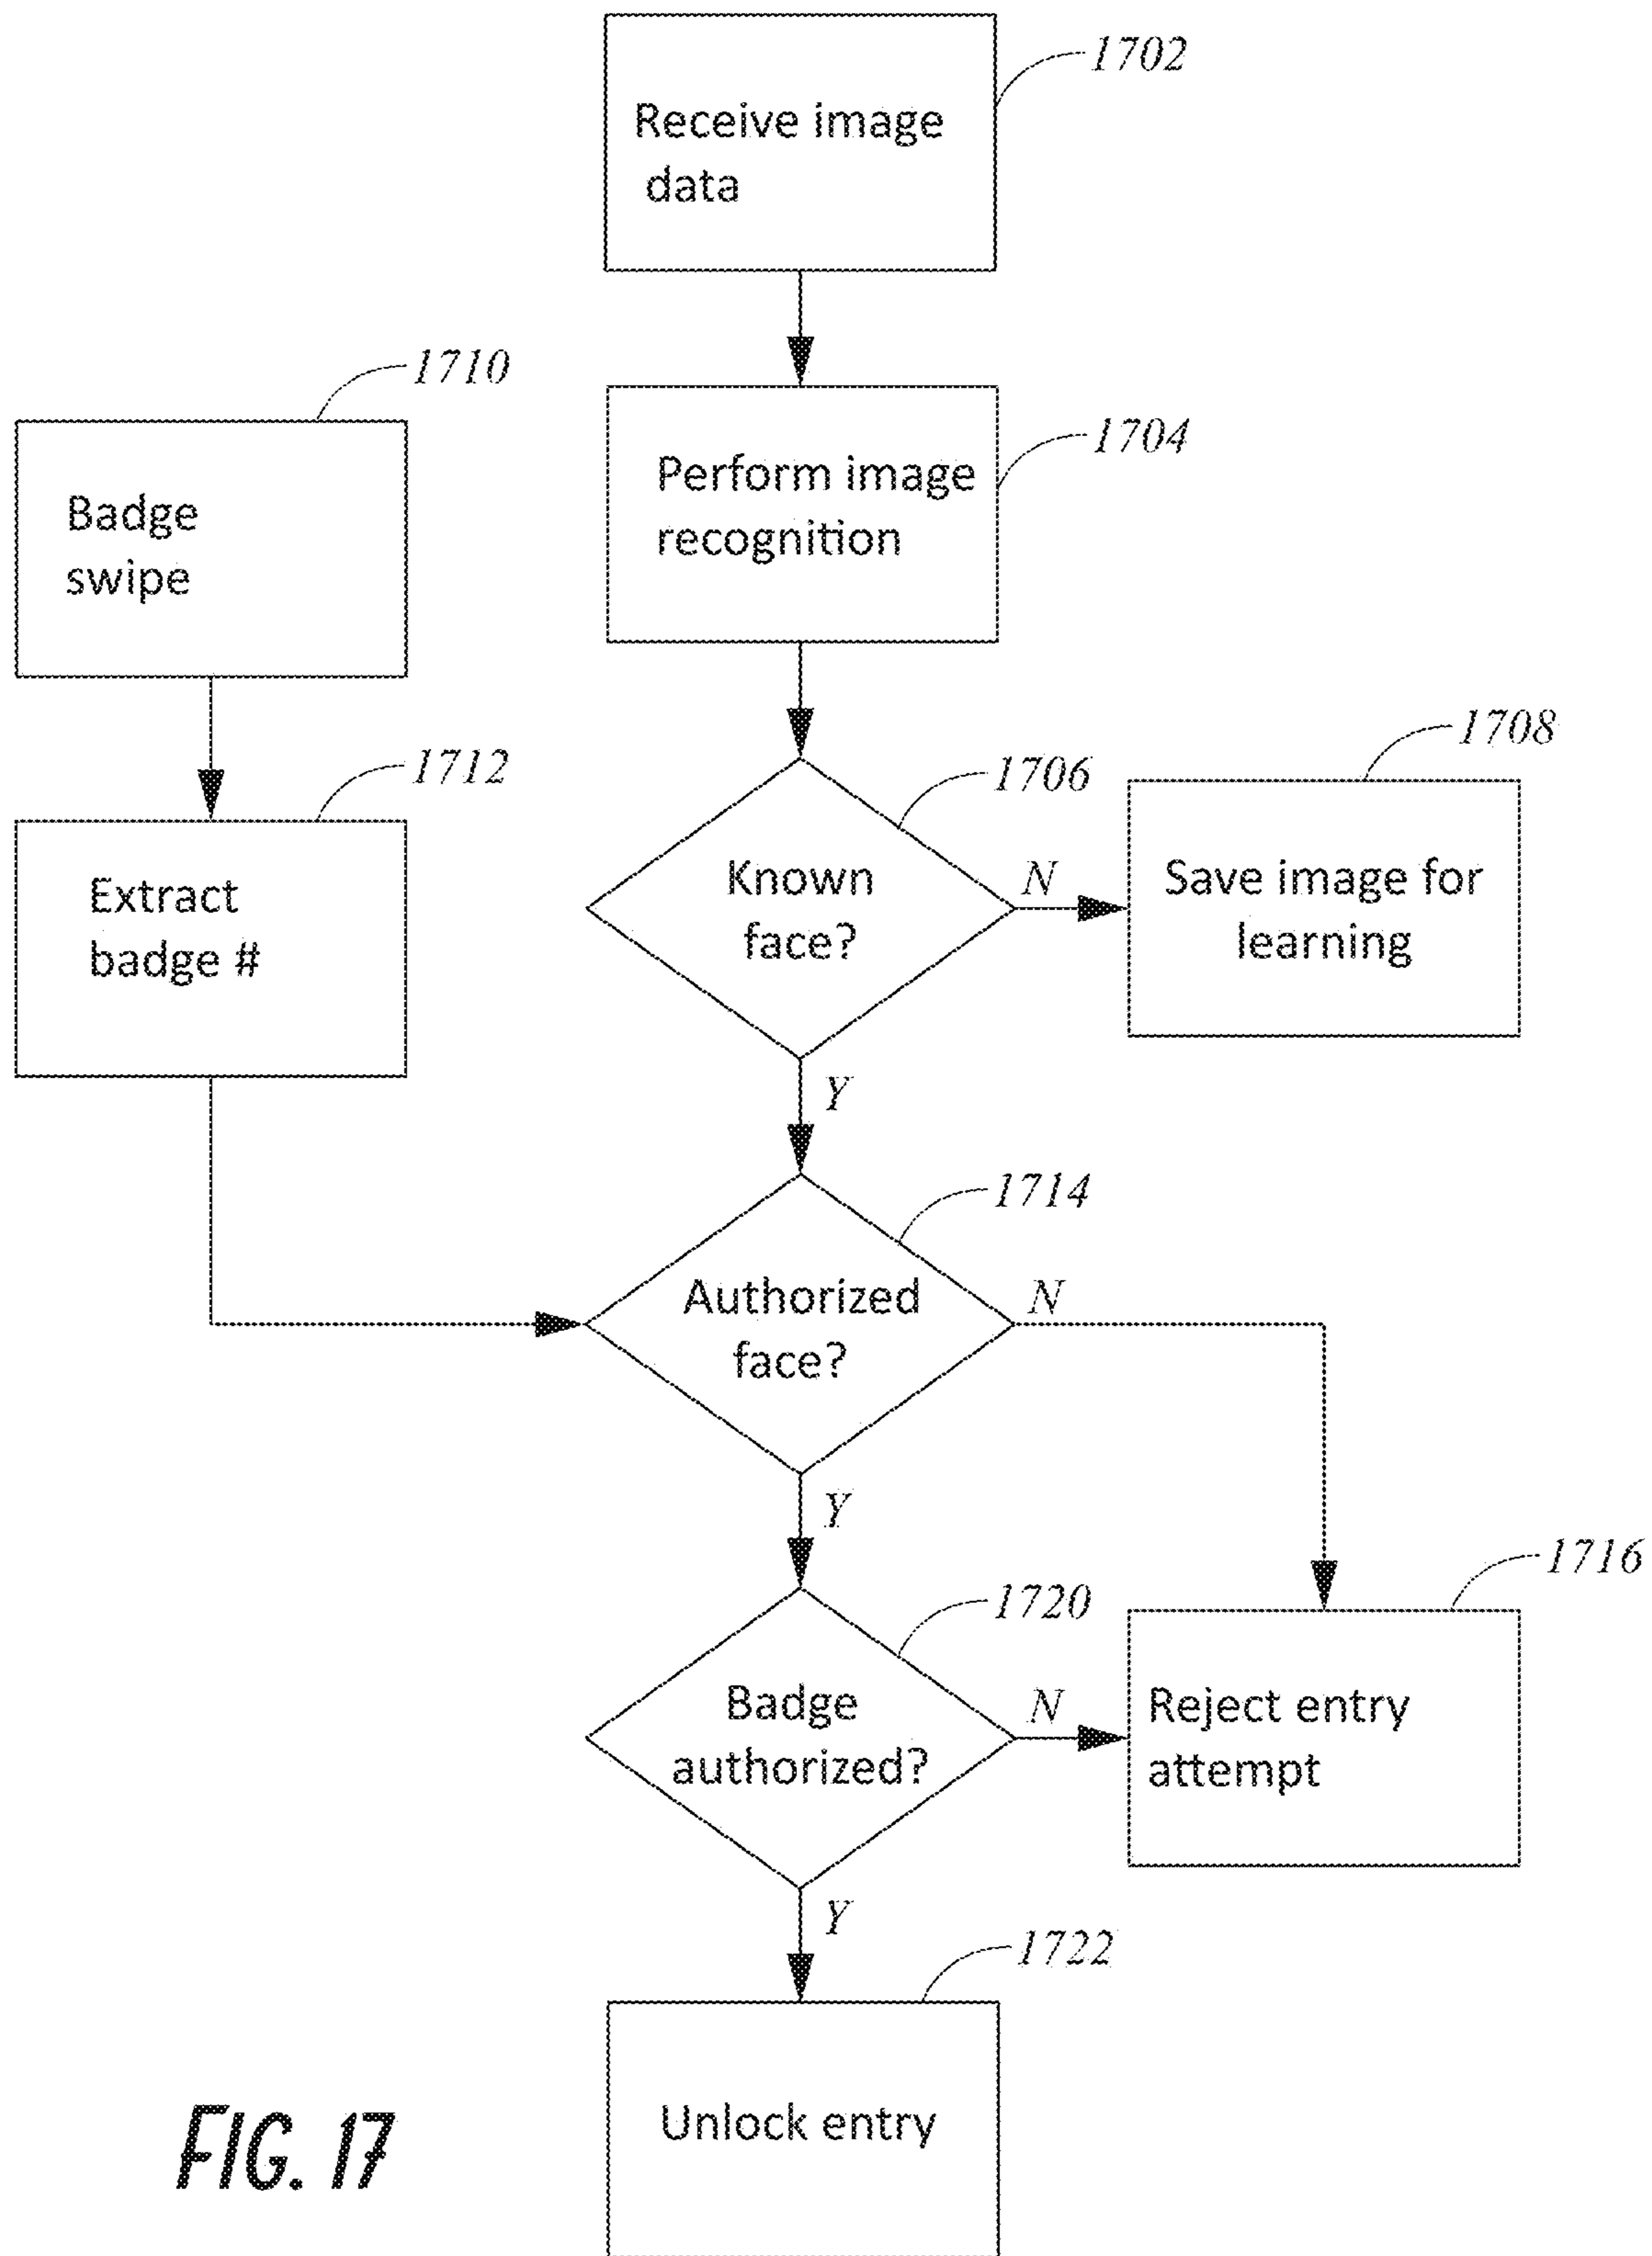 1702
Receive image
data
1710
1704
Perform image
recognition
Badge
swipe
1708
1712
1706
Known
face?
N
Save image for
learning
Extract
badge #
Y
1714
Authorized
face?
N
Y
1716
1720
Badge
authorized?
N
Reject entry
attempt
Y
1722
Unlock entry
FIG. 17